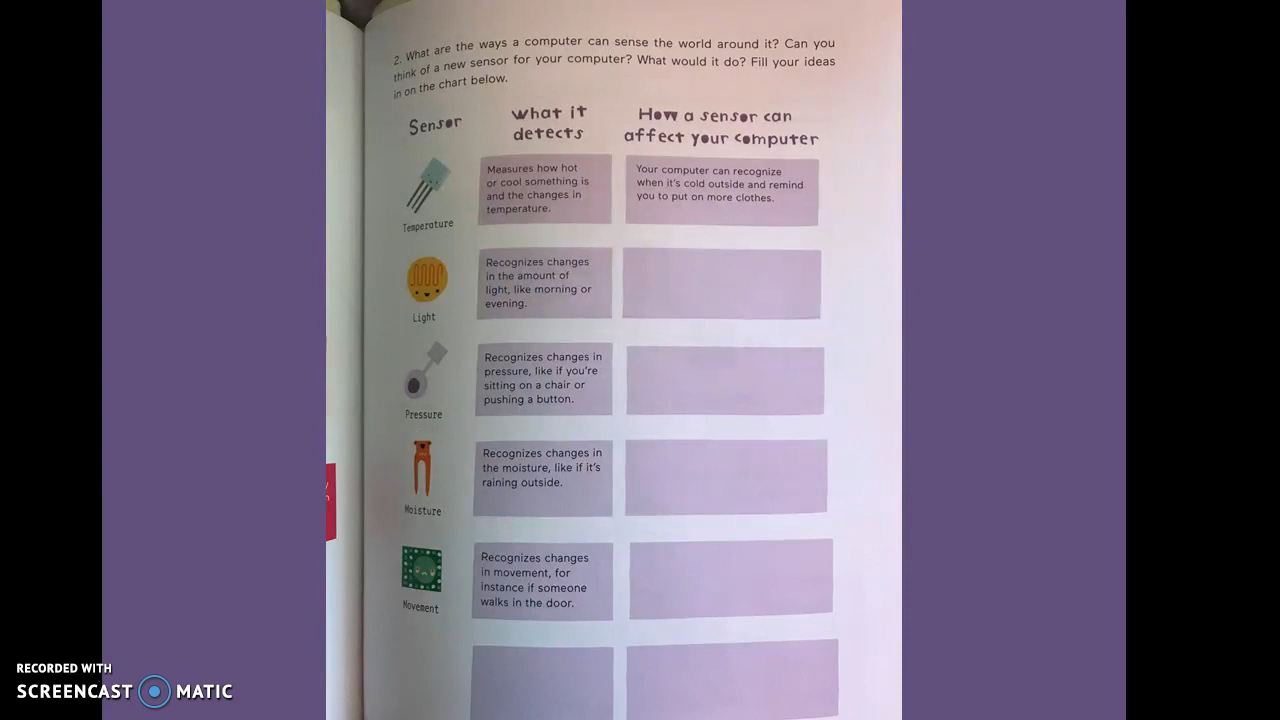 2. What are the ways a computer can sense the world around it? Can you
think of a new sensor for your computer? What would it do? Fill your ideas
in on the chart below.
Sensor
What it
detects
How a sensor can
affect your computer
Temperature
Measures how hot
or cool something is
and the changes in
temperature.
Your computer can recognize
when it's cold outside and remind
you to put on more clothes.
Light
Recognizes changes
in the amount of
light, like morning or
evening.
Pressure
Recognizes changes in
pressure, like if you're
sitting on a chair or
pushing a button.
Moisture
Recognizes changes in
the moisture, like if it's
raining outside.
Movement
Recognizes changes
in movement, for
instance if someone
walks in the door.
RECORDED WITH
SCREENCAST MATIC